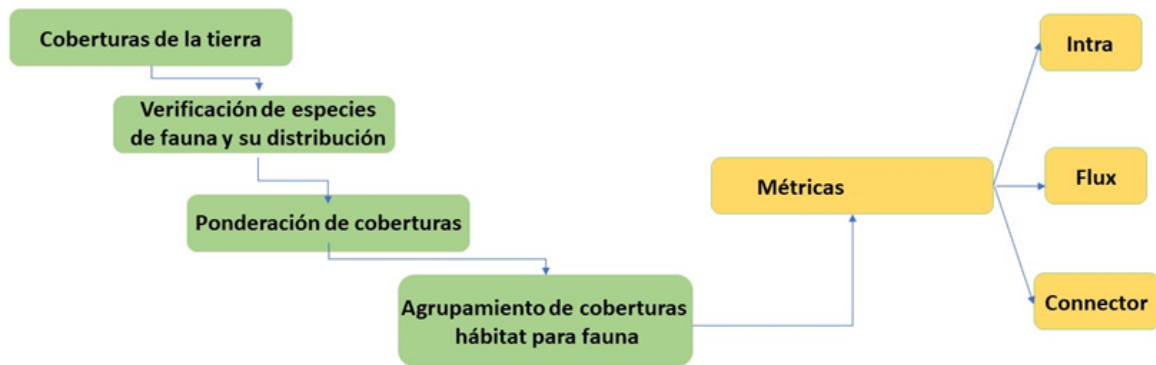 Coberturas de la tierra
Verificación de especies
de fauna y su distribución
Ponderación de coberturas
Agrupamiento de coberturas
hábitat para fauna
Métricas
Intra
Flux
Connector